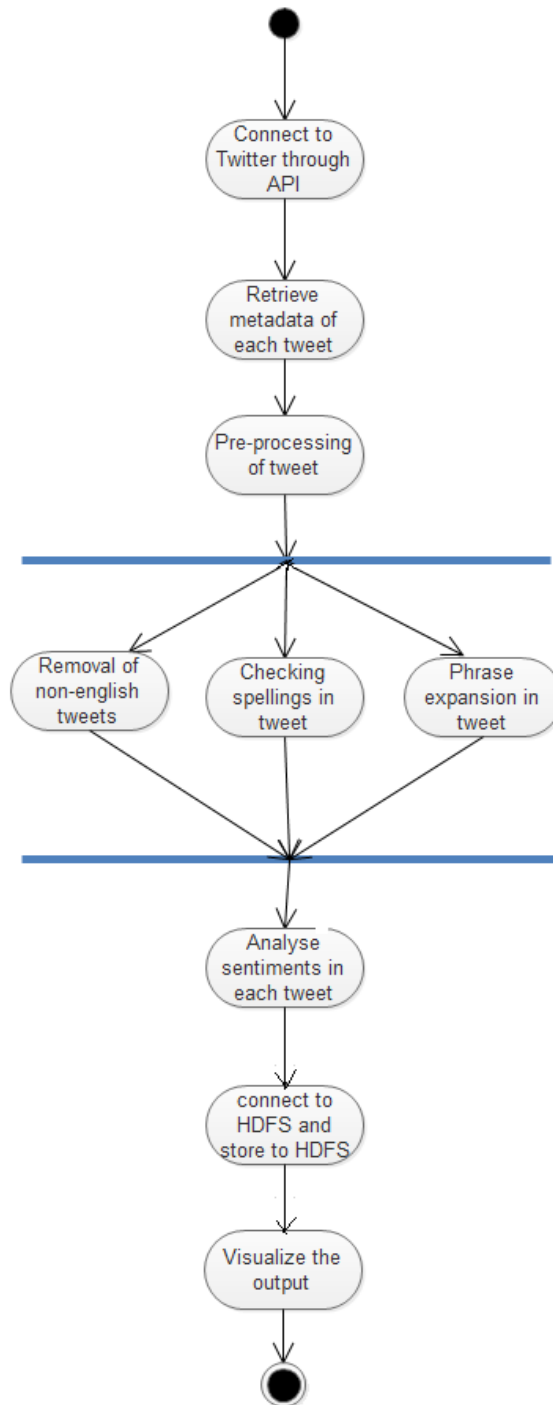 Connect to
Twitter through
API
Retrieve
metadata of
each tweet
Pre-processing
of tweet
Removal of
non-english
tweets
Checking
spellings in
tweet
Phrase
expansion in
tweet
Analyse
sentiments in
each tweet
connect to
HDFS and
store to HDFS
Visualize the
output